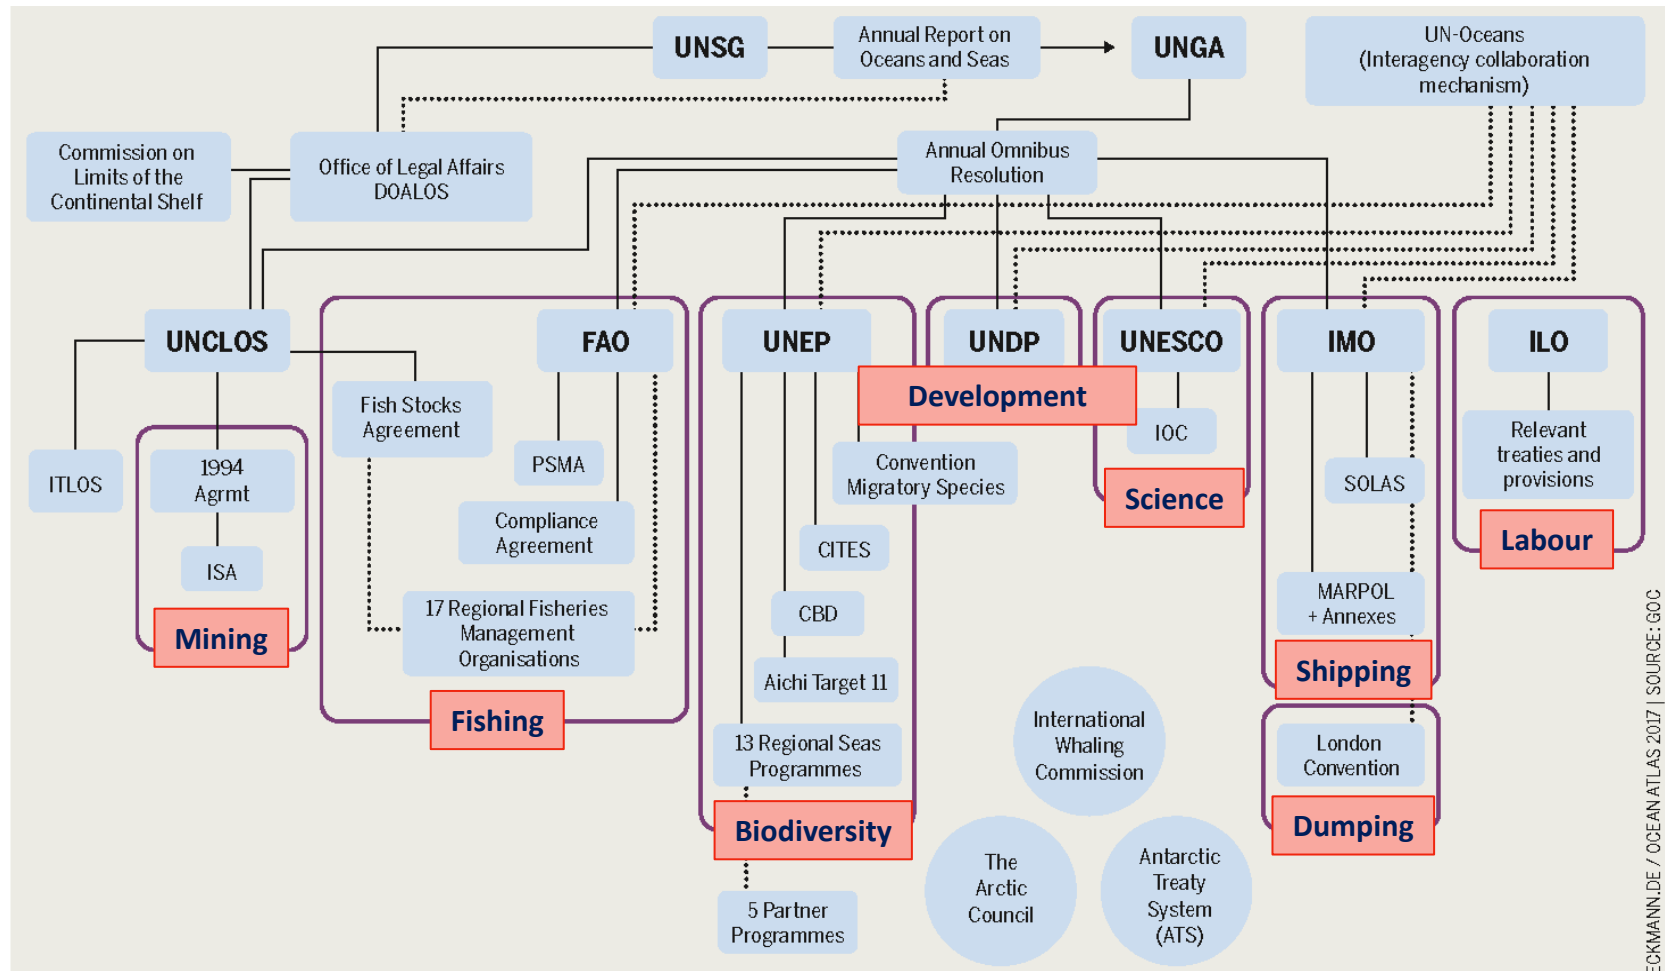 UNSG
Annual Report on
Oceans and Seas
UNGA
UN-Oceans
(Interagency collaboration
mechanism)
Commission on
Limits of the
Continental Shelf
Office of Legal Affairs
DOALOS
Annual Omnibus
Resolution
UNCLOS
FAO
UNEP
UNDP
UNESCO
IMO
ILO
Fish Stocks
Agreement
Development
IOC
Relevant
treaties and
provisions
ITLOS
1994
Agrmt
PSMA
Convention
Migratory Species
Science
SOLAS
Compliance
Agreement
CITES
Labour
ISA
17 Regional Fisheries
Management
Organisations
CBD
MARPOL
+ Annexes
Mining
Aichi Target 11
Shipping
Fishing
13 Regional Seas
Programmes
International
Whaling
Commission
London
Convention
Biodiversity
Dumping
The
Arctic
Council
Antarctic
Treaty
System
(ATS)
5 Partner
Programmes
ECKMANN.DE / OCEAN ATLAS 2017 | SOURCE: GOC